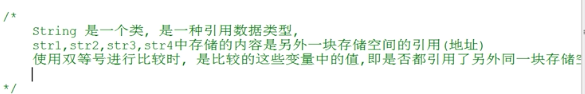 /*
String 是一个类, 是一种引用数据类型,
str1,str2,str3,str4中存储的内容是另外一块存储空间的引用(地址)
使用双等号进行比较时, 是比较的这些变量中的值,即是否都引用了另外同一块存储
*/